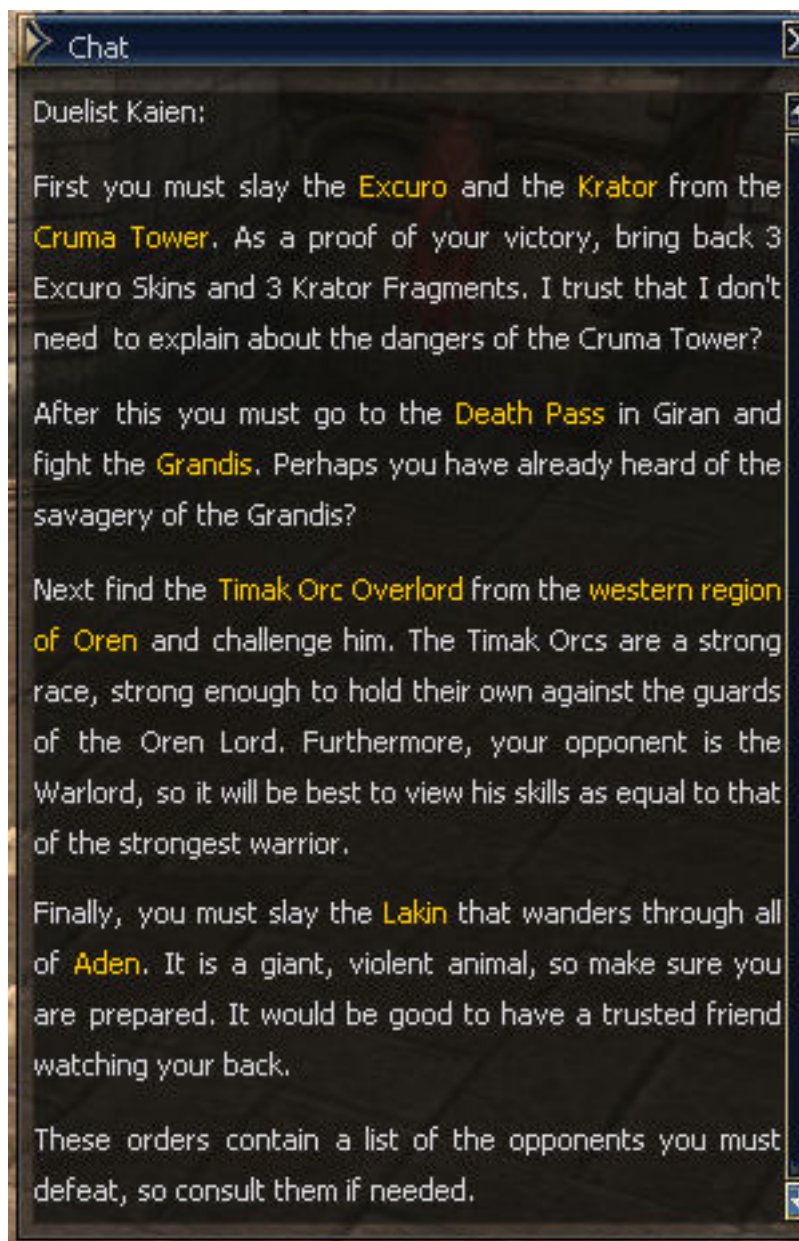 Chat
Duelist Kaien:
First you must slay the Excuro and the Krator from the
Cruma Tower. As a proof of your victory, bring back 3
Excuro Skins and 3 Krator Fragments. I trust that I don't
need to explain about the dangers of the Cruma Tower?
After this you must go to the Death Pass in Giran and
fight the Grandis. Perhaps you have already heard of the
savagery of the Grandis?
Next find the Timak Orc Overlord from the western region
of Oren and challenge him. The Timak Orcs are a strong
race, strong enough to hold their own against the guards
of the Oren Lord. Furthermore, your opponent is the
Warlord, so it will be best to view his skills as equal to that
of the strongest warrior.
Finally, you must slay the Lakin that wanders through all
of Aden. It is a giant, violent animal, so make sure you
are prepared. It would be good to have a trusted friend
watching your back.
These orders contain a list of the opponents you must
defeat, so consult them if needed.